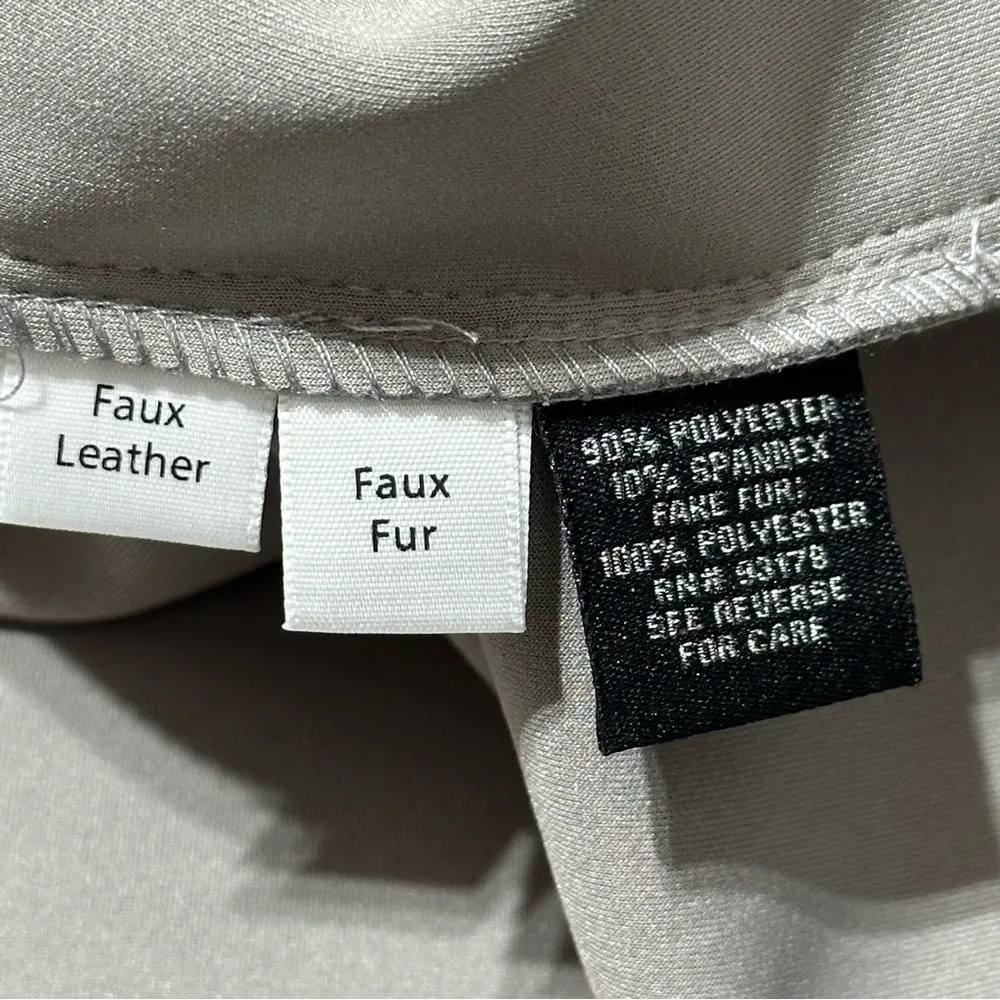 Faux
Leather
Faux
Fur
90% POLYESTER
10% SPANDEX
FAKE FUR:
100% POLYESTER
RN# 93178
SEE REVERSE
FOR CARE